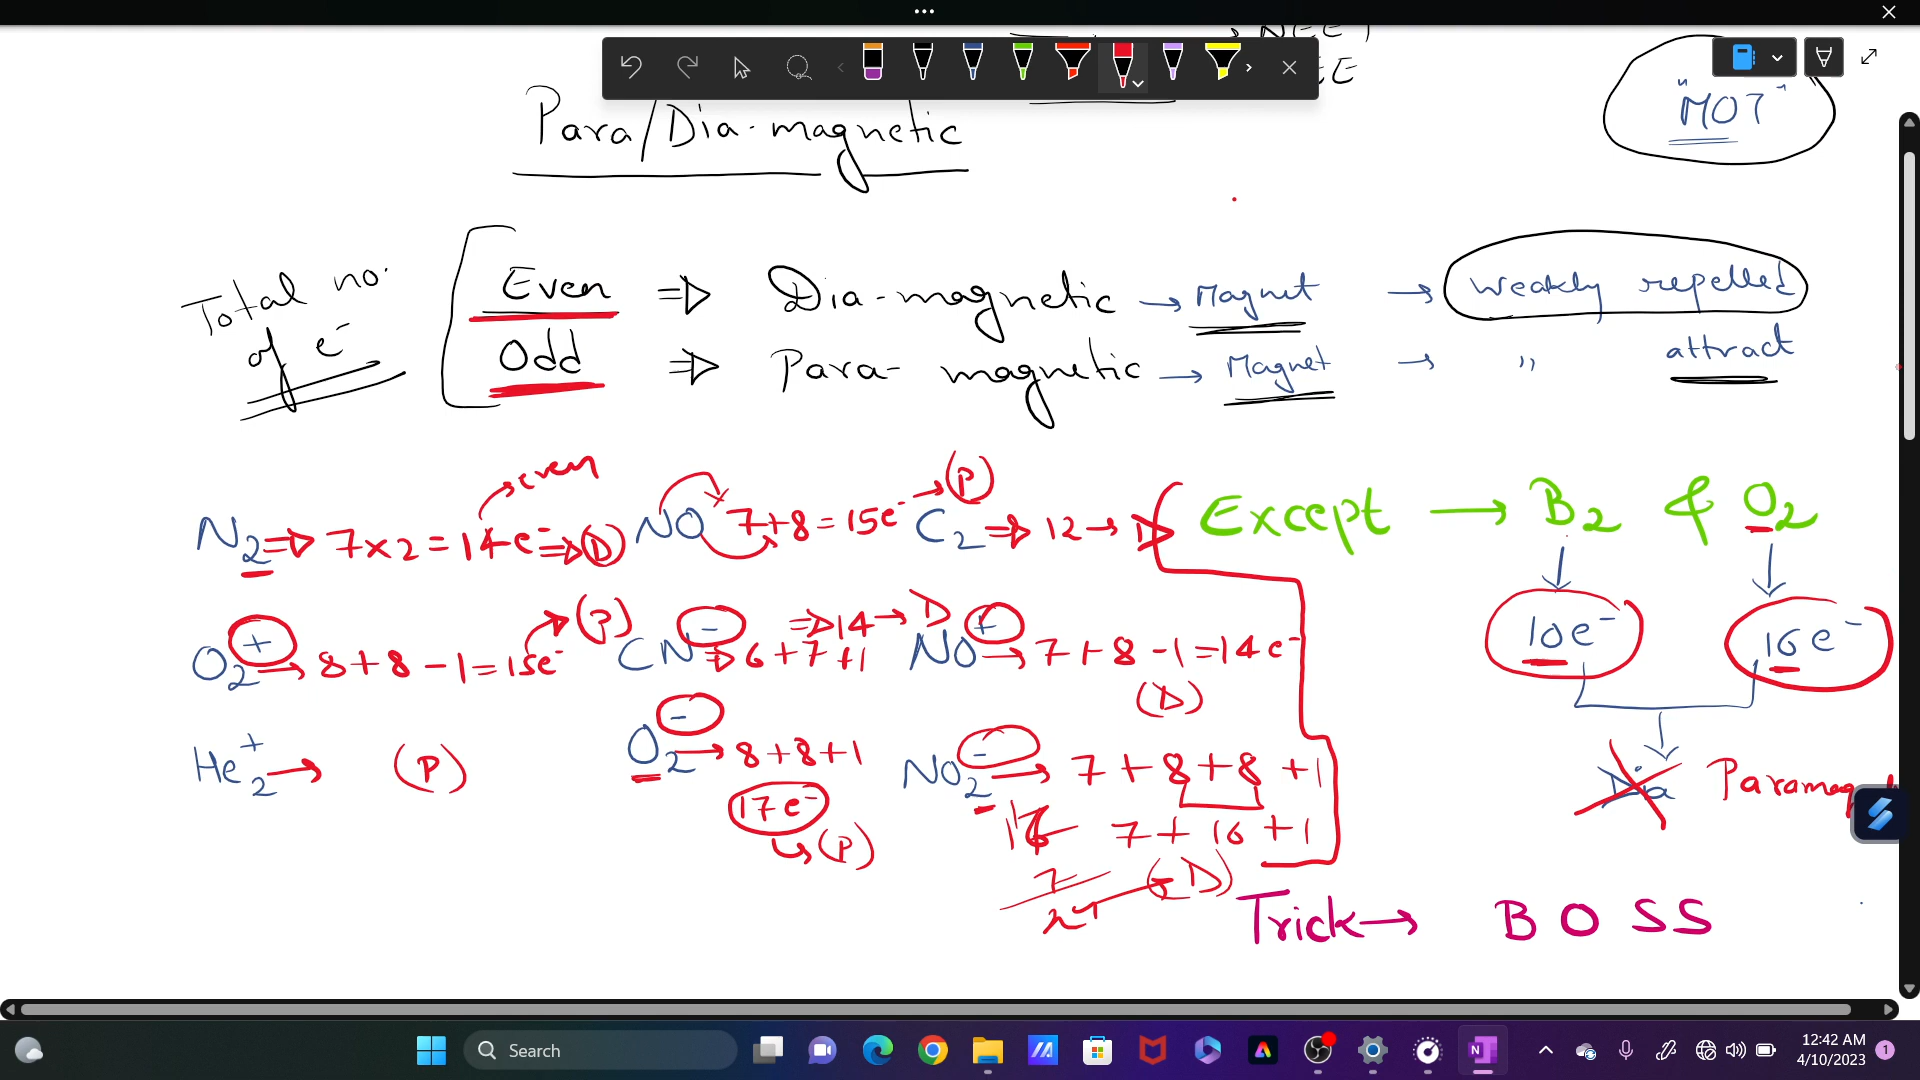 NEET
"MOT"
Para/Dia-magnetic
Total no. of e⁻
Even ⇒ Dia-magnetic → Magnet → weakly repelled
Odd ⇒ Para-magnetic → Magnet → " attract
even
N₂ ⇒ 7×2 = 14e⁻ ⇒ (D)
NO 7+8 = 15e⁻ → (P)
C₂ ⇒ 12 → D
Except → B₂ & O₂
O₂⁺ → 8+8-1 = 15e⁻ → (P)
CN⁻ ⇒ 6+7+1 ⇒ 14 → D
NO⁺ → 7+8-1 = 14e⁻
(D)
10e⁻ 16e⁻
He₂⁺ → (P)
O₂⁻ → 8+8+1
17e⁻
↳ (P)
NO₂⁻ → 7+8+8+1
7+16+1
(D)
Dia
Trick → BOSS
Search
12:42 AM
4/10/2023
1